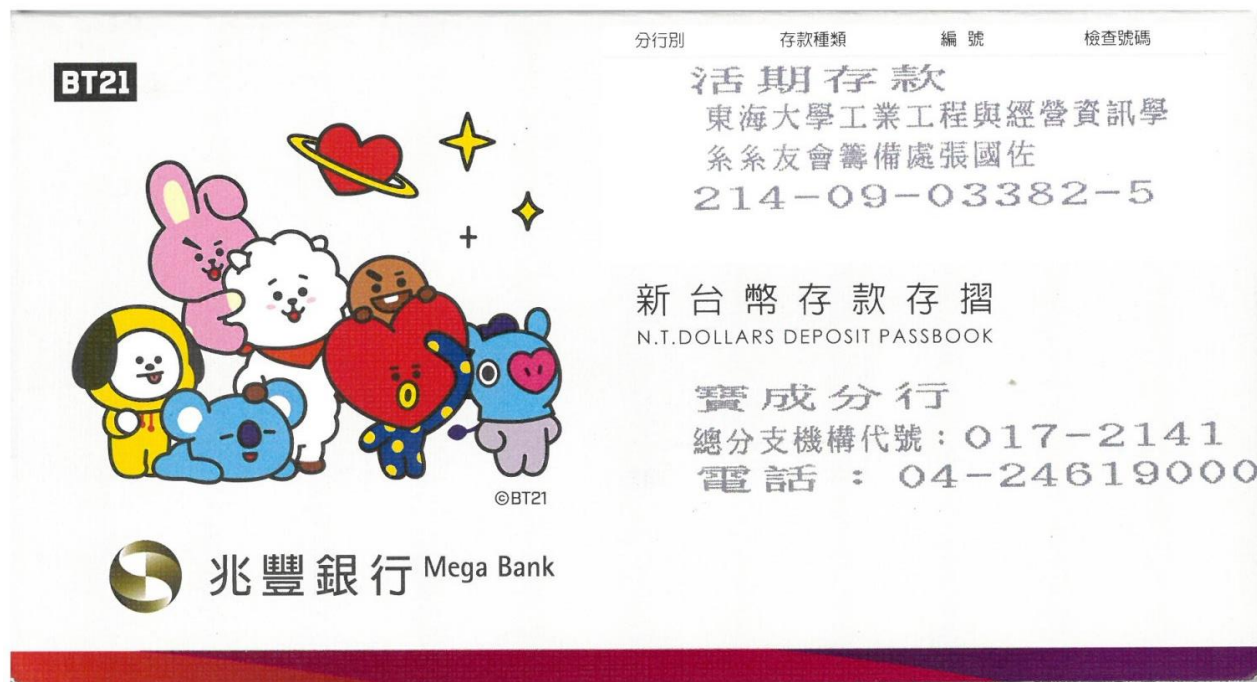 BT21
分行別 存款種類 編 號 檢查號碼
活期存款
東海大學工業工程與經營資訊學
系系友會籌備處張國佐
214-09-03382-5
新台幣存款存摺
N.T.DOLLARS DEPOSIT PASSBOOK
寶成分行
總分支機構代號：017-2141
電話：04-24619000
©BT21
兆豐銀行 Mega Bank